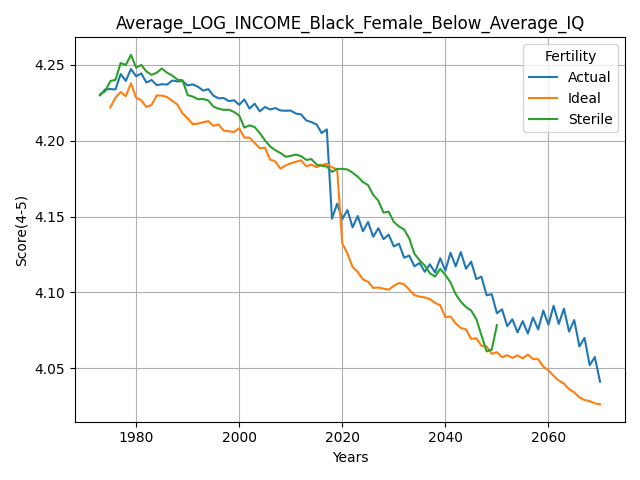 Average_LOG_INCOME_Black_Female_Below_Average_IQ
Fertility
Actual
Ideal
Sterile
Score(4-5)
4.25
4.20
4.15
4.10
4.05
1980
2000
2020
2040
2060
Years